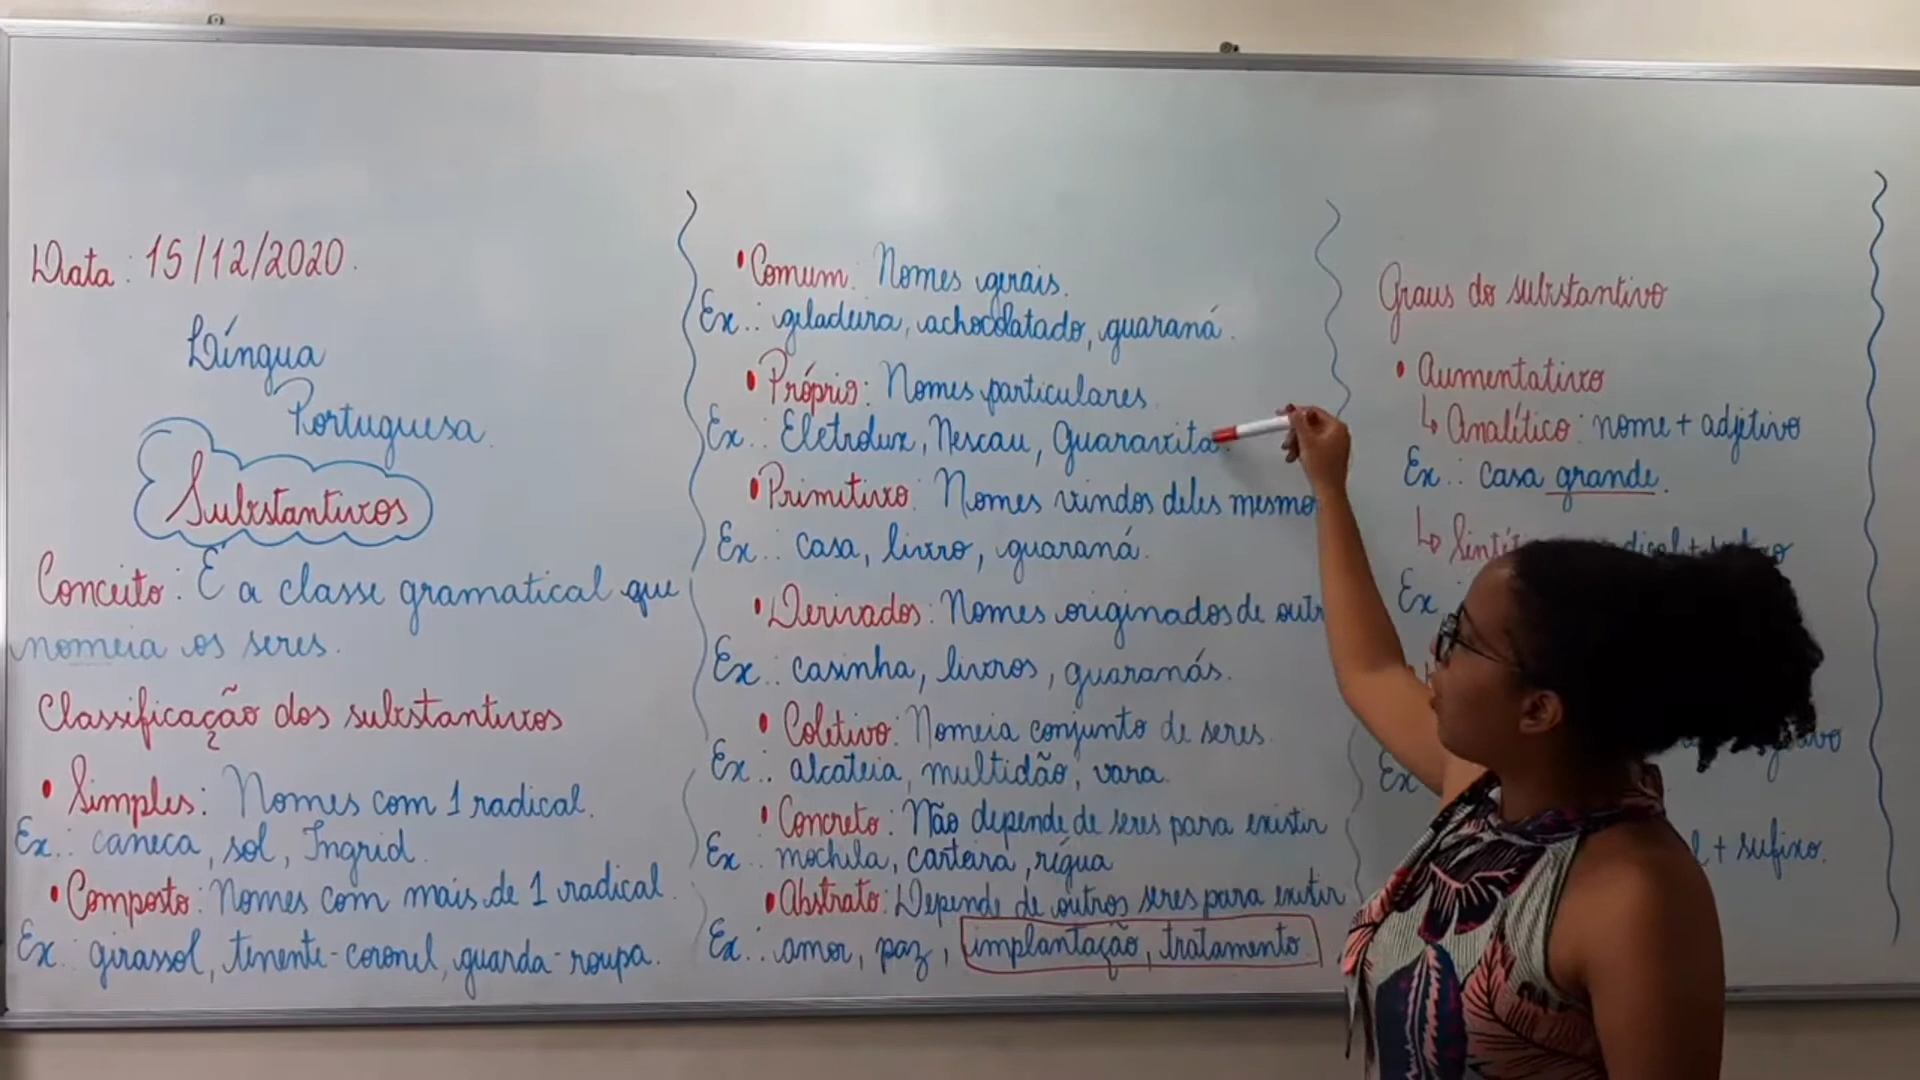 Data: 15/12/2020.
Língua
Portuguesa.
Substantivos
Conceito: É a classe gramatical que
nomeia os seres.
Classificação dos substantivos
• Simples: Nomes com 1 radical.
Ex.: caneca, sol, Ingrid.
• Composto: Nomes com mais de 1 radical.
Ex.: girassol, tenente-coronel, guarda-roupa.
• Comum: Nomes gerais.
Ex.: geladeira, achocolatado, guaraná.
• Próprio: Nomes particulares.
Ex.: Eletrolux, Nescau, Guaravita.
• Primitivo: Nomes vindos deles mesmo
Ex.: casa, livro, guaraná.
• Derivados: Nomes originados de outr
Ex.: casinha, livros, guaranás.
• Coletivo: Nomeia conjunto de seres.
Ex.: alcateia, multidão, vara.
• Concreto: Não depende de seres para existir
Ex.: mochila, carteira, régua
• Abstrato: Depende de outros seres para existir
Ex.: amor, paz, implantação, tratamento.
Graus do substantivo
• Aumentativo
↳ Analítico: nome + adjetivo
Ex.: casa grande.
Ex
Ex
+ sufixo.